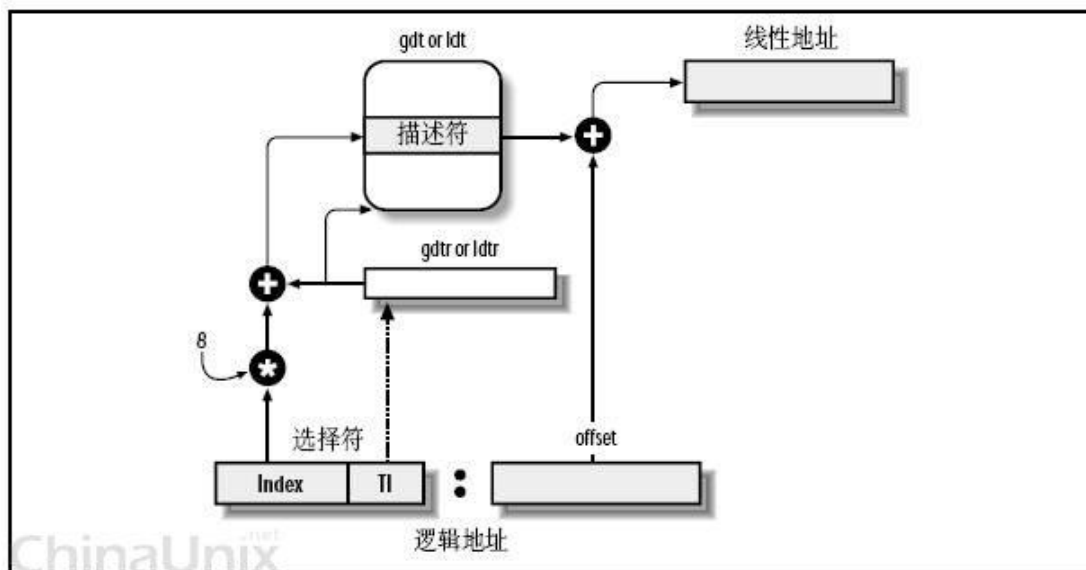 gdt or ldt
线性地址
描述符
gdtr or ldtr
8
选择符
offset
Index
TI
:
逻辑地址
ChinaUnix.net